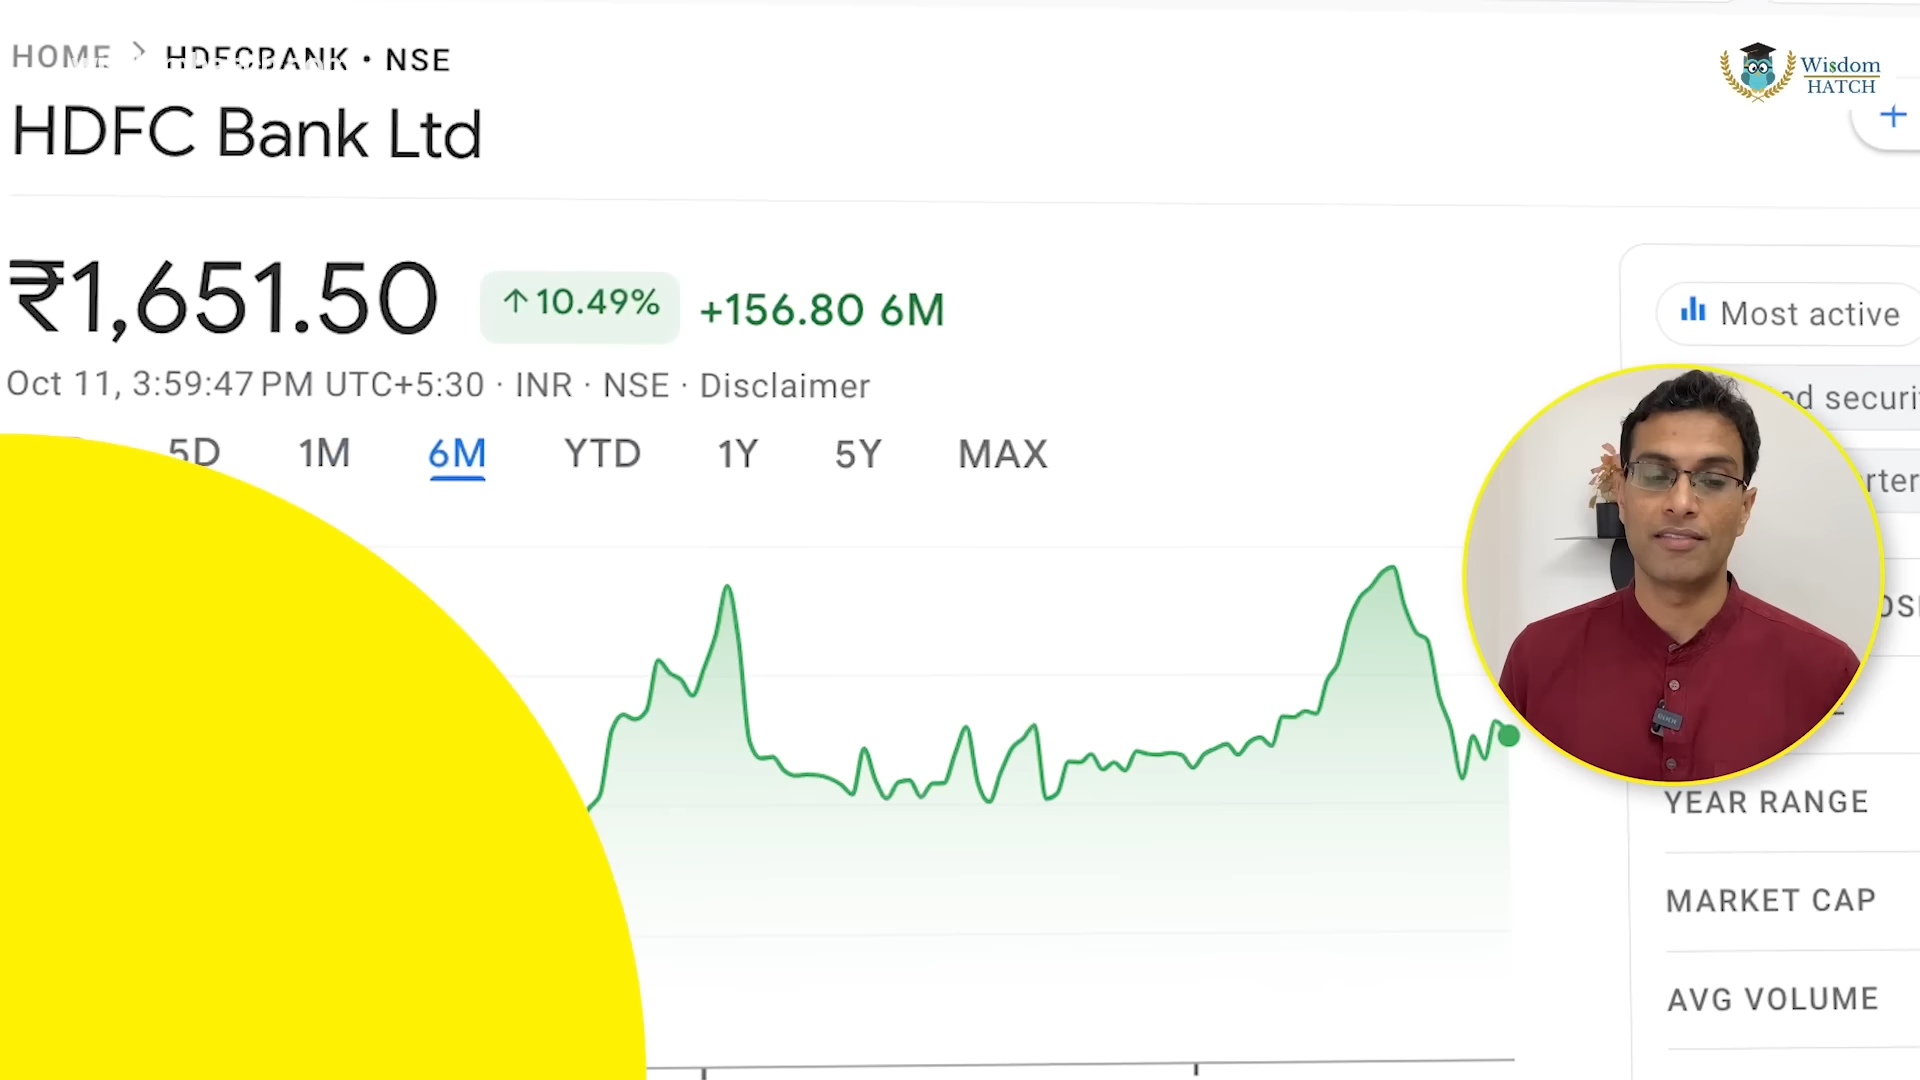 HOME > HDFCBANK • NSE
Wisdom
HATCH
HDFC Bank Ltd
+
₹1,651.50 ↑10.49% +156.80 6M
Most active
Oct 11, 3:59:47 PM UTC+5:30 · INR · NSE · Disclaimer
5D 1M 6M YTD 1Y 5Y MAX
YEAR RANGE
MARKET CAP
AVG VOLUME